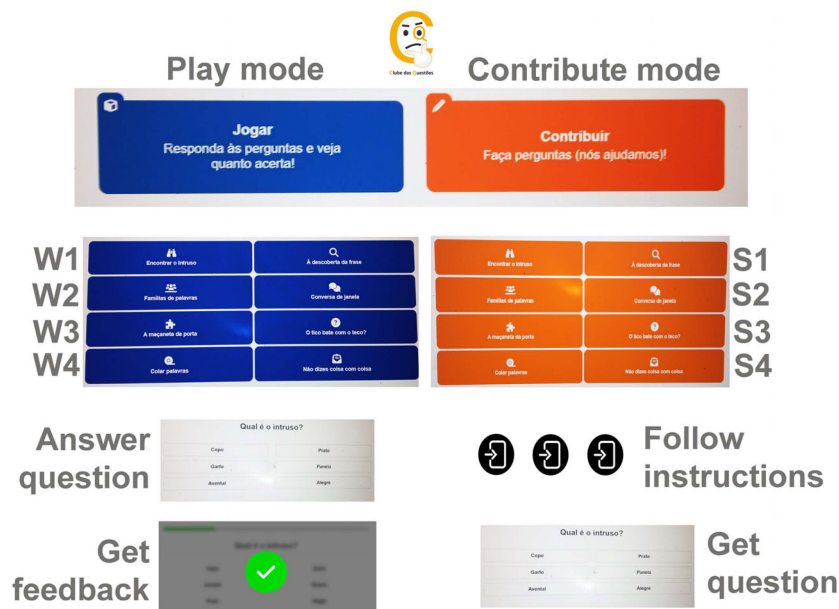 Clube das Questões
Play mode
Contribute mode
Jogar
Responda às perguntas e veja
quanto acerta!
Contribuir
Faça perguntas (nós ajudamos)!
W1
Encontrar o intruso
À descoberta da frase
W2
Famílias de palavras
Conversa de janela
W3
A maçaneta da porta
O tico bate com o teco?
W4
Colar palavras
Não dizes coisa com coisa
Encontrar o intruso
À descoberta da frase
S1
Famílias de palavras
Conversa de janela
S2
A maçaneta da porta
O tico bate com o teco?
S3
Colar palavras
Não dizes coisa com coisa
S4
Answer
question
Qual é o intruso?
Copo
Prato
Garfo
Panela
Avental
Alegre
Follow
instructions
Get
feedback
Qual é o intruso?
Get
question
Qual é o intruso?
Copo
Prato
Garfo
Panela
Avental
Alegre